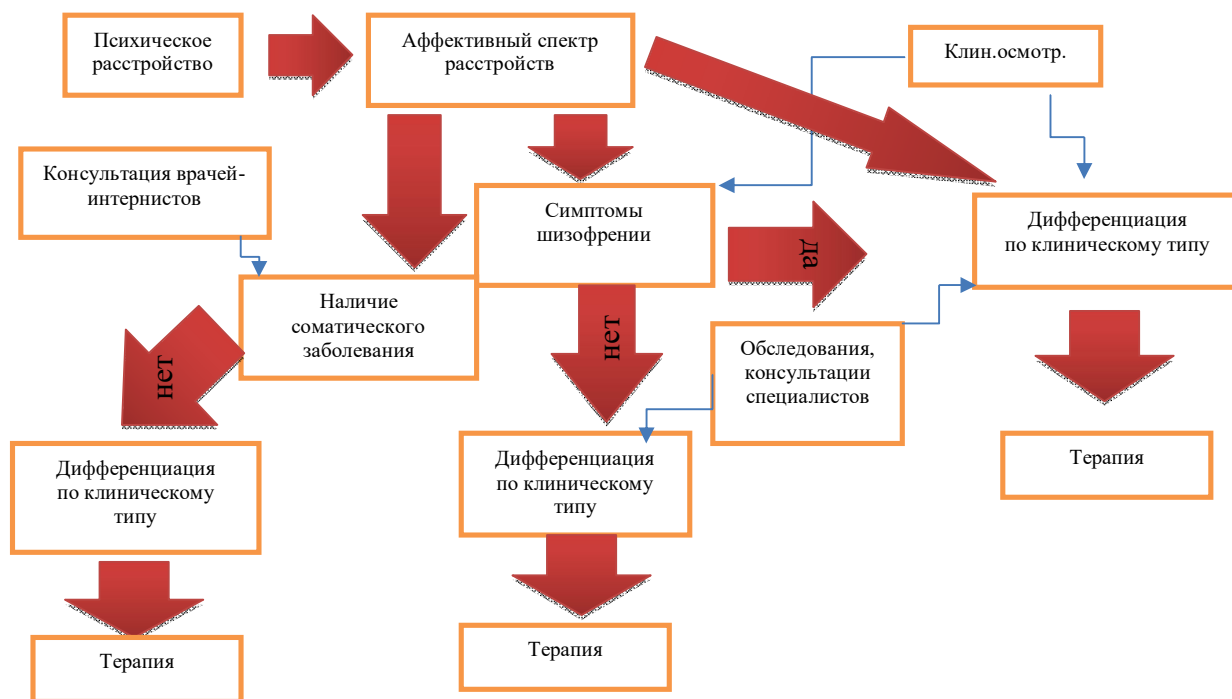 Психическое
расстройство
Аффективный спектр
расстройств
Клин.осмотр.
Консультация врачей-
интернистов
Симптомы
шизофрении
да
Дифференциация
по клиническому типу
Наличие
соматического
заболевания
нет
нет
Обследования,
консультации
специалистов
Дифференциация
по клиническому
типу
Дифференциация
по клиническому
типу
Терапия
Терапия
Терапия